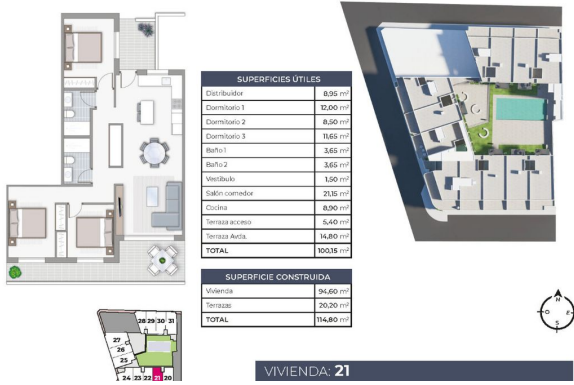 SUPERFICIES ÚTILES
Distribuidor 8,95 m²
Dormitorio 1 12,00 m²
Dormitorio 2 8,50 m²
Dormitorio 3 11,65 m²
Baño 1 3,65 m²
Baño 2 3,65 m²
Vestíbulo 1,50 m²
Salón comedor 21,15 m²
Cocina 8,90 m²
Terraza acceso 5,40 m²
Terraza Avda. 14,80 m²
TOTAL 100,15 m²
SUPERFICIE CONSTRUIDA
Vivienda 94,60 m²
Terrazas 20,20 m²
TOTAL 114,80 m²
N
O E
S
28 29 30 31
27
26
25
24 23 22 21 20
VIVIENDA: 21